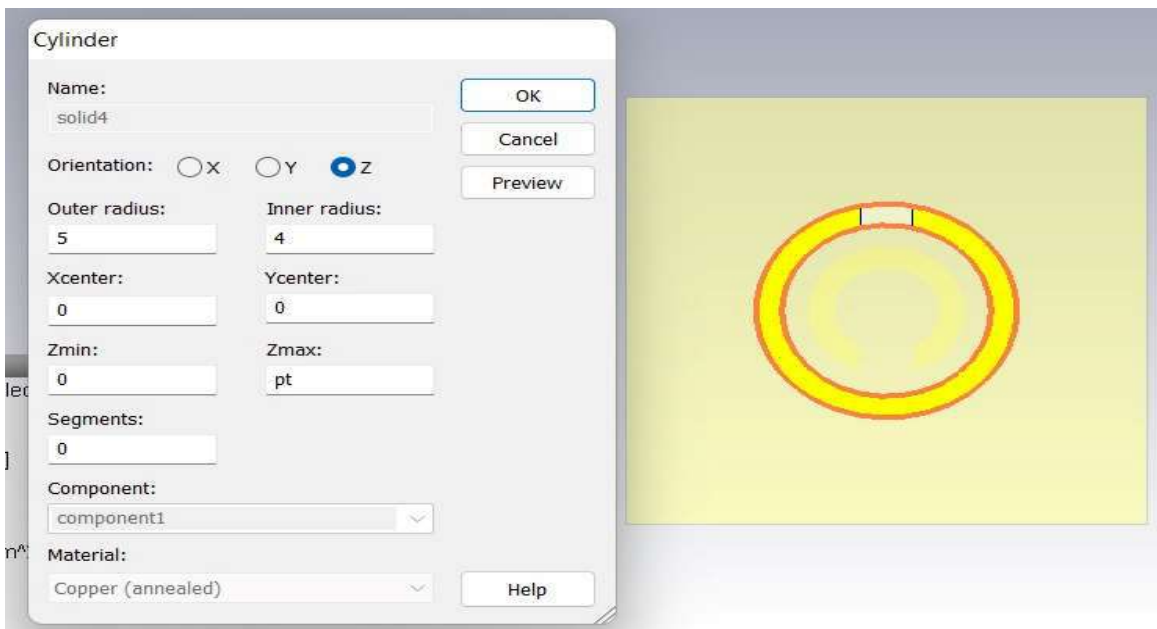 Cylinder
Name:
solid4
OK
Cancel
Orientation: X Y Z
Preview
Outer radius: Inner radius:
5 4
Xcenter: Ycenter:
0 0
Zmin: Zmax:
0 pt
Segments:
0
Component:
component1
Material:
Copper (annealed)
Help